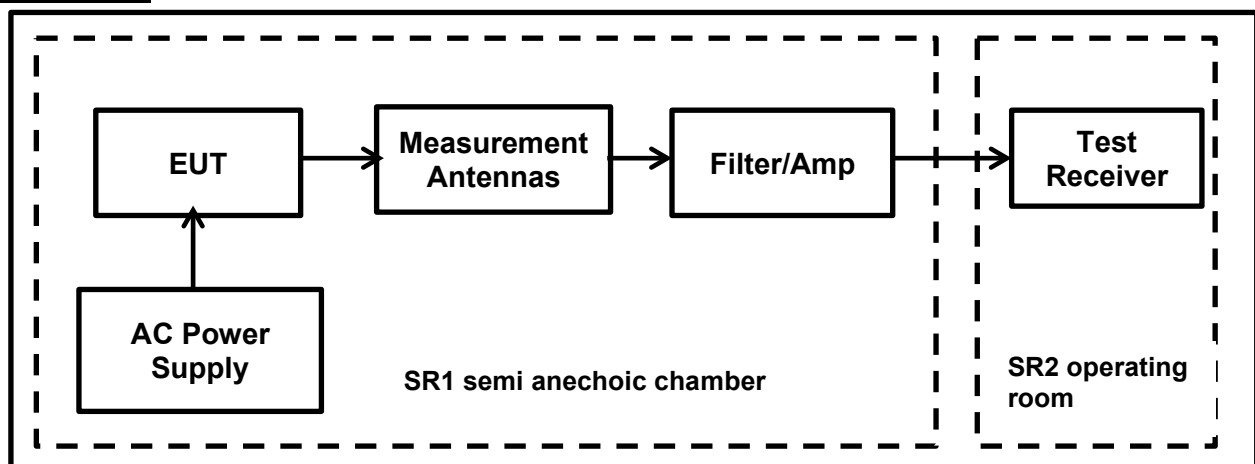 EUT
Measurement
Antennas
Filter/Amp
Test
Receiver
AC Power
Supply
SR1 semi anechoic chamber
SR2 operating
room